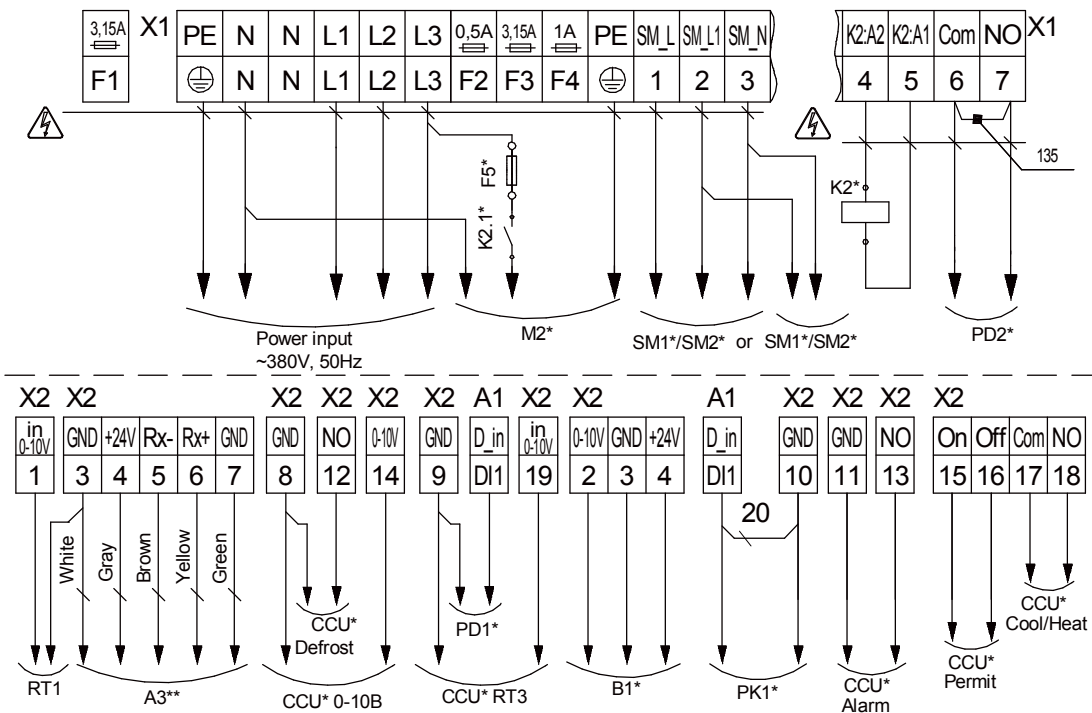 3,15A X1 PE N N L1 L2 L3 0,5A 3,15A 1A PE SM_L SM_L1 SM_N K2:A2 K2:A1 Com NO X1
F1 N N L1 L2 L3 F2 F3 F4 1 2 3 4 5 6 7
135
F5*
K2.1*
K2*
Power input
~380V, 50Hz
M2*
SM1*/SM2* or SM1*/SM2*
PD2*
X2 X2 X2 X2 X2 X2 A1 X2 X2 A1 X2 X2 X2 X2
in 0-10V GND +24V Rx- Rx+ GND GND NO 0-10V GND D_in in 0-10V 0-10V GND +24V D_in GND GND NO On Off Com NO
1 3 4 5 6 7 8 12 14 9 DI1 19 2 3 4 DI1 10 11 13 15 16 17 18
20
White
Gray
Brown
Yellow
Green
CCU*
Defrost
PD1*
CCU*
Cool/Heat
RT1
A3**
CCU* 0-10B
CCU* RT3
B1*
PK1*
CCU*
Alarm
CCU*
Permit